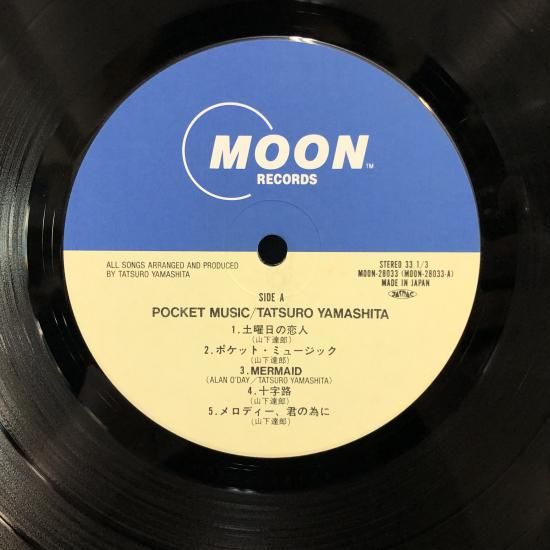 MOON™
RECORDS
ALL SONGS ARRANGED AND PRODUCED
BY TATSURO YAMASHITA
STEREO 33 1/3
MOON-28033 (MOON-28033-A)
MADE IN JAPAN
JASRAC
SIDE A
POCKET MUSIC/TATSURO YAMASHITA
1.土曜日の恋人
(山下達郎)
2.ポケット・ミュージック
(山下達郎)
3.MERMAID
(ALAN O'DAY/TATSURO YAMASHITA)
4.十字路
(山下達郎)
5.メロディー、君の為に
(山下達郎)